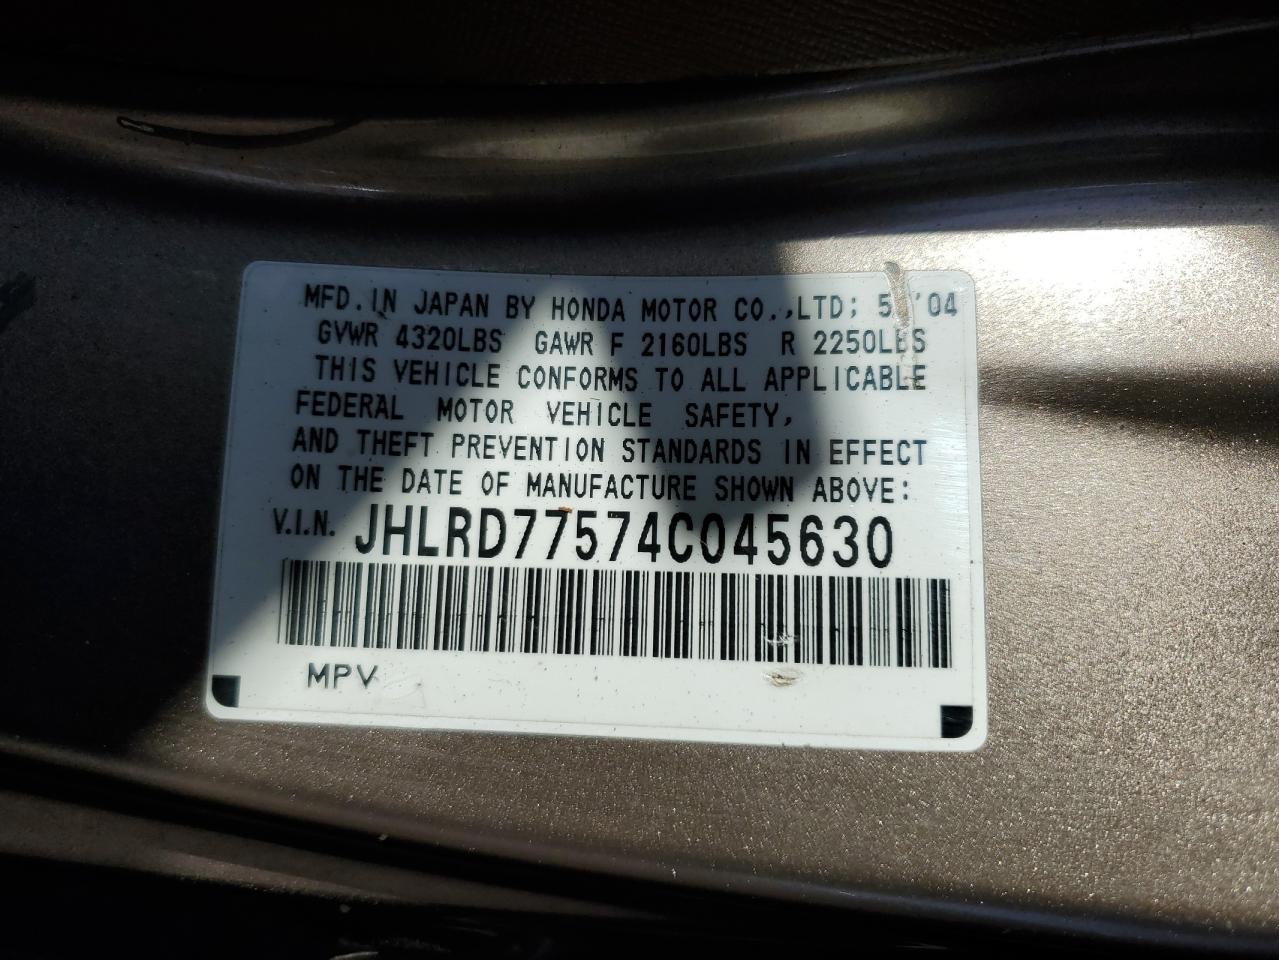 MFD. IN JAPAN BY HONDA MOTOR CO., LTD; 5/'04
GVWR 4320LBS GAWR F 2160LBS R 2250LBS
THIS VEHICLE CONFORMS TO ALL APPLICABLE
FEDERAL MOTOR VEHICLE SAFETY,
AND THEFT PREVENTION STANDARDS IN EFFECT
ON THE DATE OF MANUFACTURE SHOWN ABOVE:
V.I.N. JHLRD77574C045630
MPV